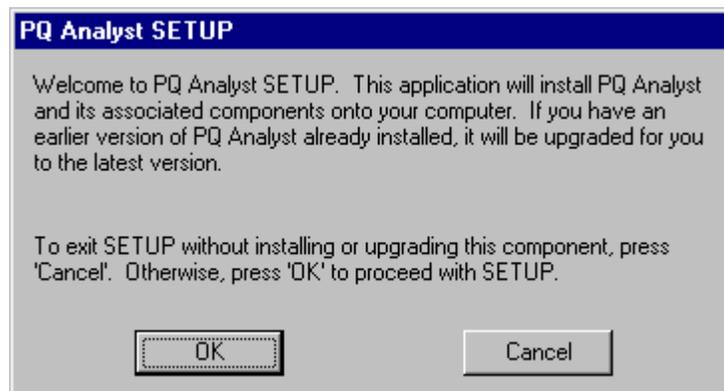 PQ Analyst SETUP
Welcome to PQ Analyst SETUP.  This application will install PQ Analyst
and its associated components onto your computer.  If you have an
earlier version of PQ Analyst already installed, it will be upgraded for you
to the latest version.
To exit SETUP without installing or upgrading this component, press
'Cancel'.  Otherwise, press 'OK' to proceed with SETUP.
OK
Cancel